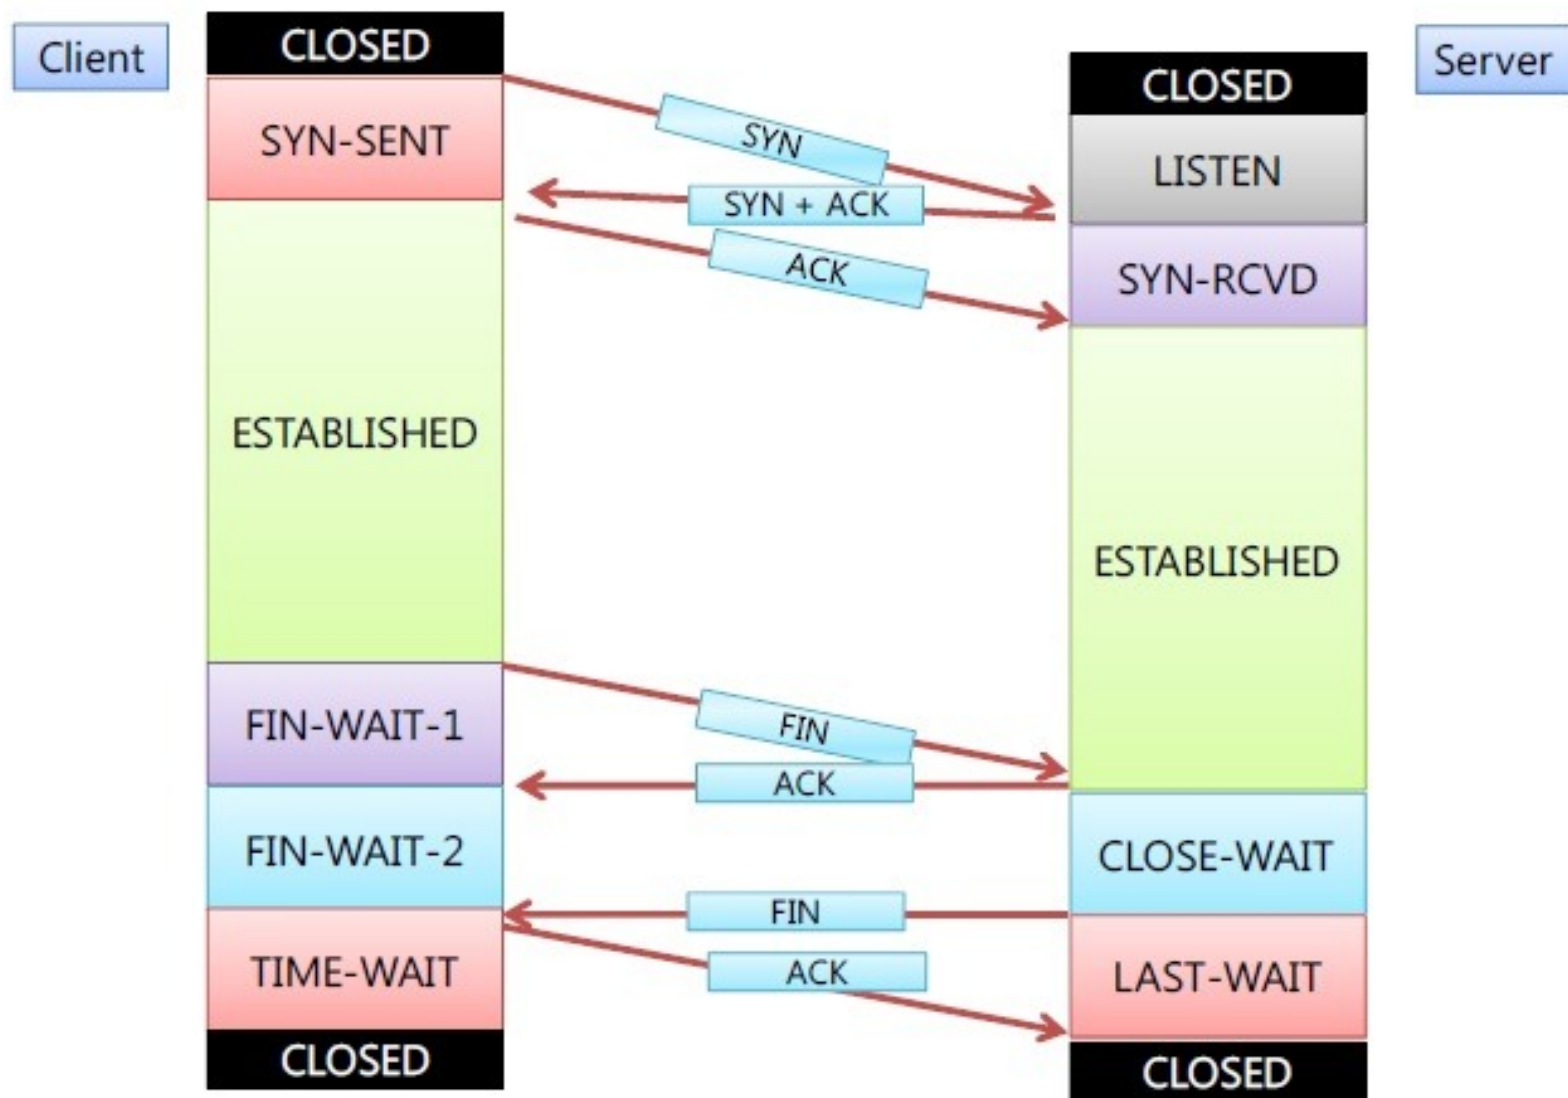 Client
CLOSED
Server
CLOSED
SYN-SENT
SYN
LISTEN
SYN + ACK
ACK
SYN-RCVD
ESTABLISHED
ESTABLISHED
FIN-WAIT-1
FIN
ACK
FIN-WAIT-2
CLOSE-WAIT
FIN
TIME-WAIT
ACK
LAST-WAIT
CLOSED
CLOSED